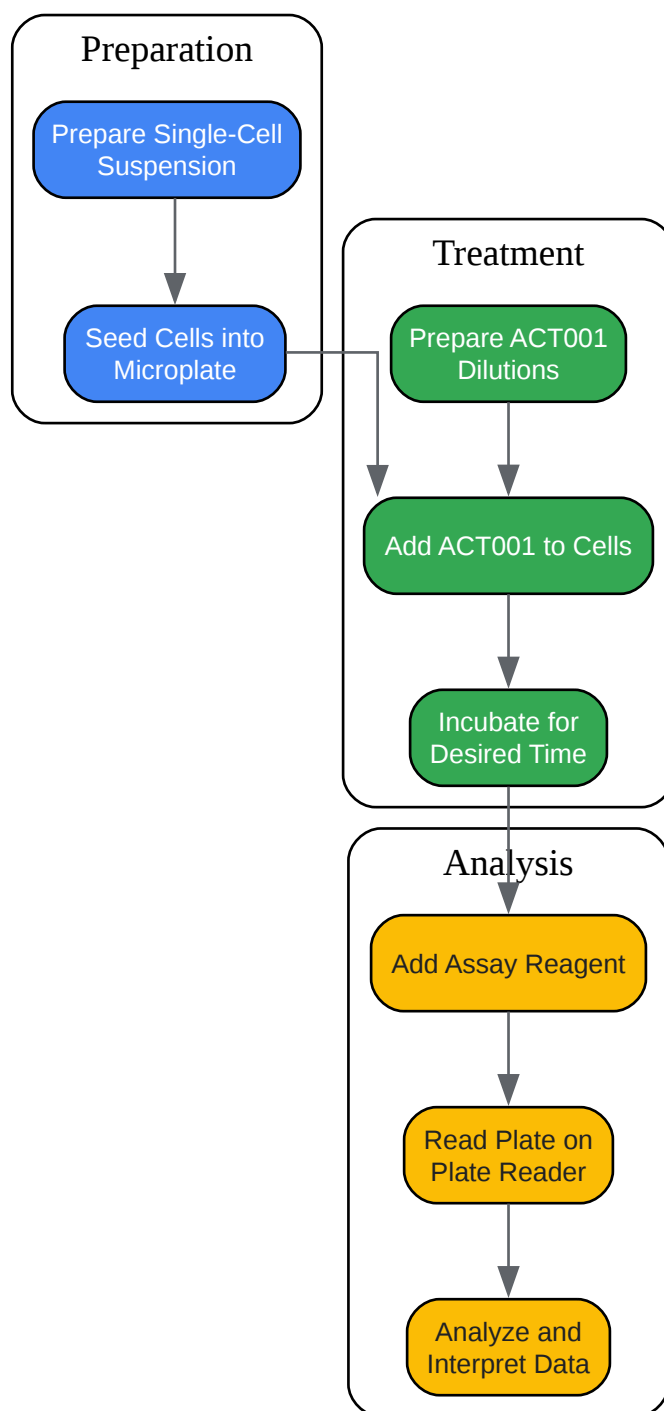 Preparation
Prepare Single-Cell
Suspension
Seed Cells into
Microplate
Treatment
Prepare ACT001
Dilutions
Add ACT001 to Cells
Incubate for
Desired Time
Analysis
Add Assay Reagent
Read Plate on
Plate Reader
Analyze and
Interpret Data